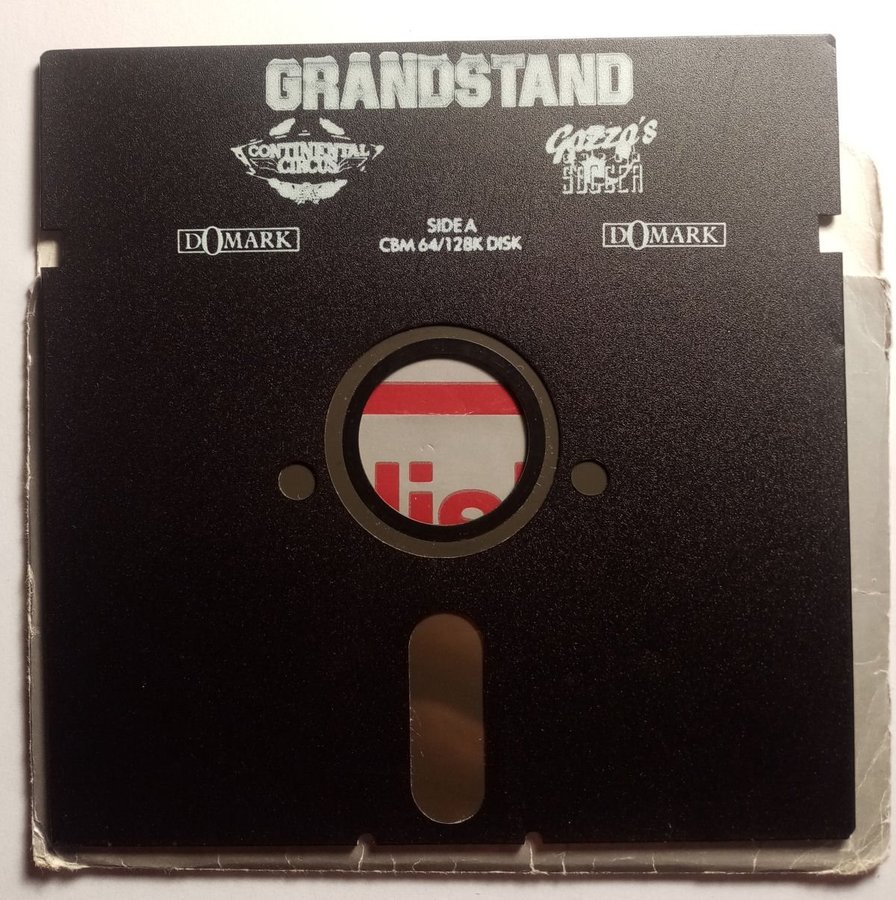 GRANDSTAND
CONTINENTAL
CIRCUS
Gazza's
SOCCER
DOMARK
SIDE A
CBM 64/128K DISK
DOMARK